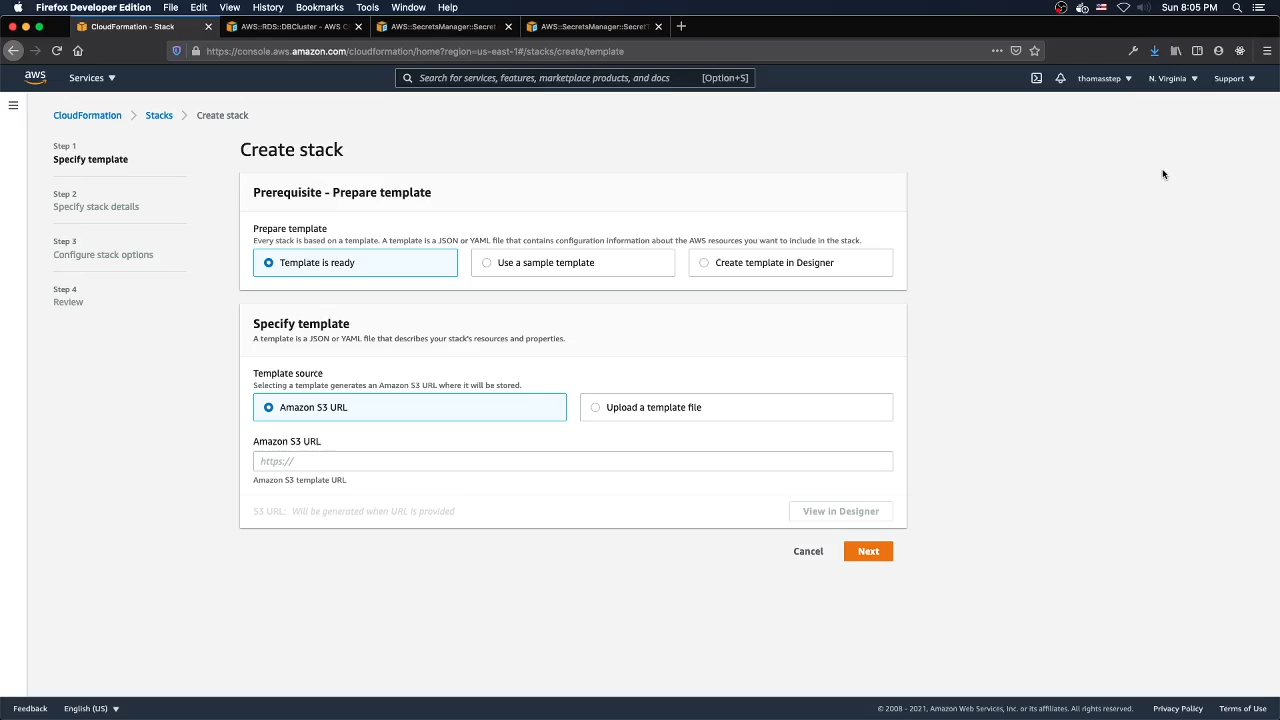 Firefox Developer Edition File Edit View History Bookmarks Tools Window Help Sun 8:05 PM
CloudFormation - Stack AWS::RDS::DBCluster - AWS Clo AWS::SecretsManager::Secret AWS::SecretsManager::SecretT
https://console.aws.amazon.com/cloudformation/home?region=us-east-1#/stacks/create/template
aws Services Search for services, features, marketplace products, and docs [Option+S] thomasstep N. Virginia Support
CloudFormation Stacks Create stack
Step 1
Specify template
Step 2
Specify stack details
Step 3
Configure stack options
Step 4
Review
Create stack
Prerequisite - Prepare template
Prepare template
Every stack is based on a template. A template is a JSON or YAML file that contains configuration information about the AWS resources you want to include in the stack.
Template is ready Use a sample template Create template in Designer
Specify template
A template is a JSON or YAML file that describes your stack's resources and properties.
Template source
Selecting a template generates an Amazon S3 URL where it will be stored.
Amazon S3 URL Upload a template file
Amazon S3 URL
https://
Amazon S3 template URL
S3 URL: Will be generated when URL is provided View in Designer
Cancel Next
Feedback English (US) © 2008 - 2021, Amazon Web Services, Inc. or its affiliates. All rights reserved. Privacy Policy Terms of Use